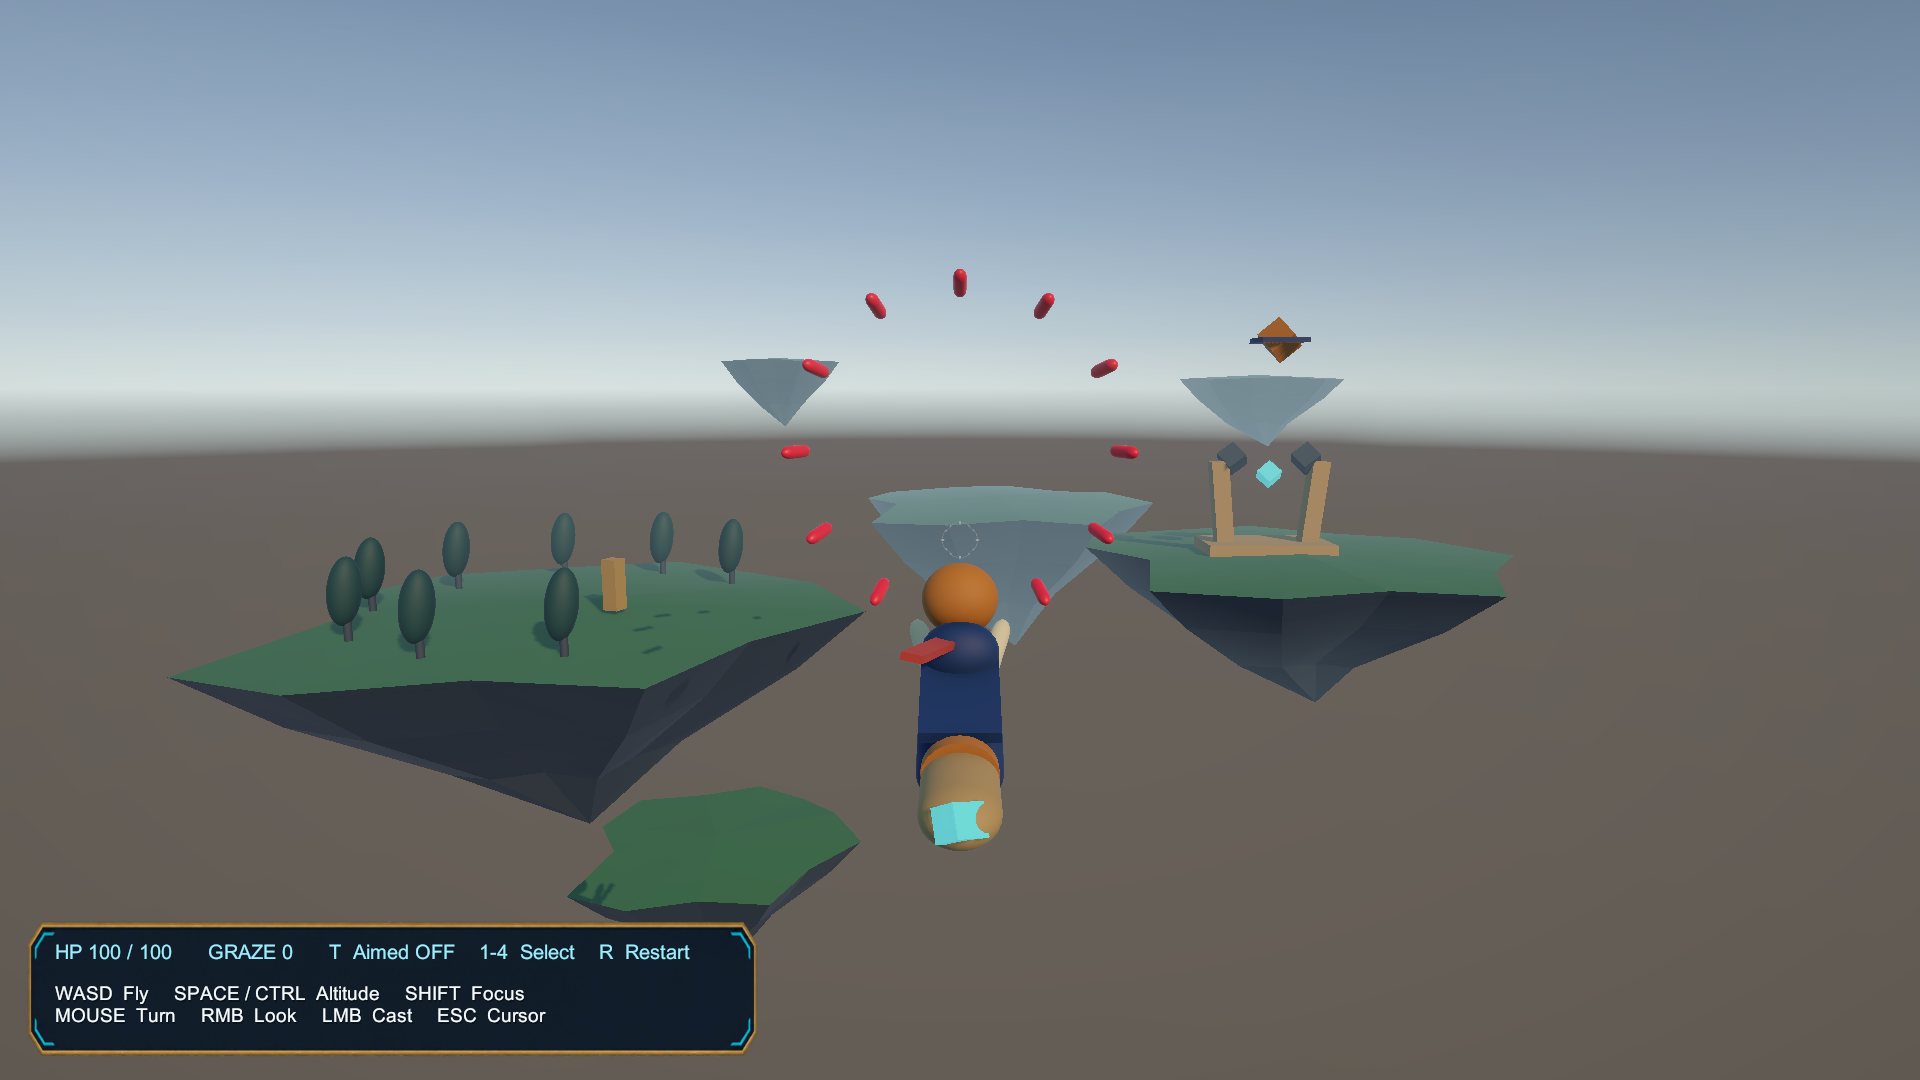 HP 100 / 100 GRAZE 0 T Aimed OFF 1-4 Select R Restart
WASD Fly SPACE / CTRL Altitude SHIFT Focus
MOUSE Turn RMB Look LMB Cast ESC Cursor